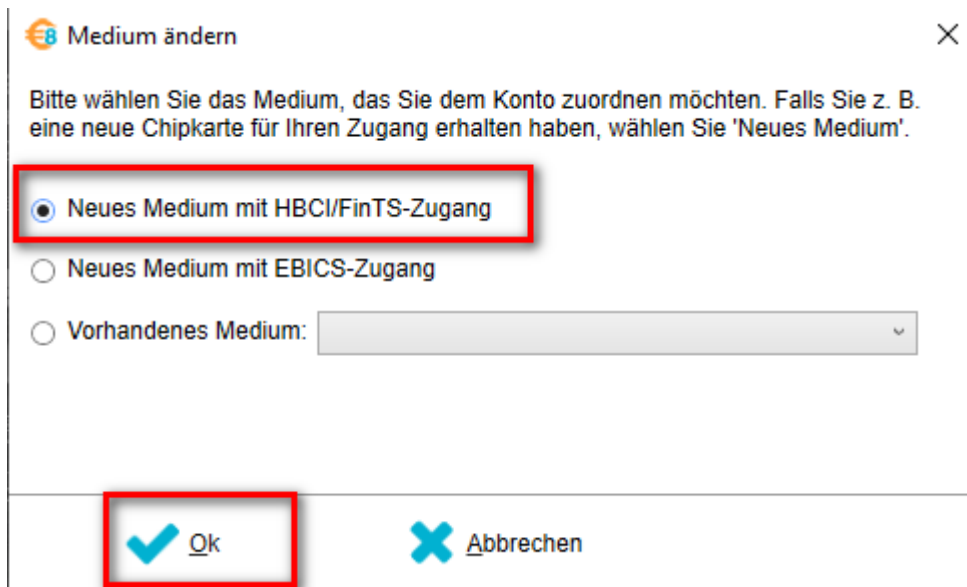 €8 Medium ändern
Bitte wählen Sie das Medium, das Sie dem Konto zuordnen möchten. Falls Sie z. B.
eine neue Chipkarte für Ihren Zugang erhalten haben, wählen Sie 'Neues Medium'.
Neues Medium mit HBCI/FinTS-Zugang
Neues Medium mit EBICS-Zugang
Vorhandenes Medium:
Ok
Abbrechen